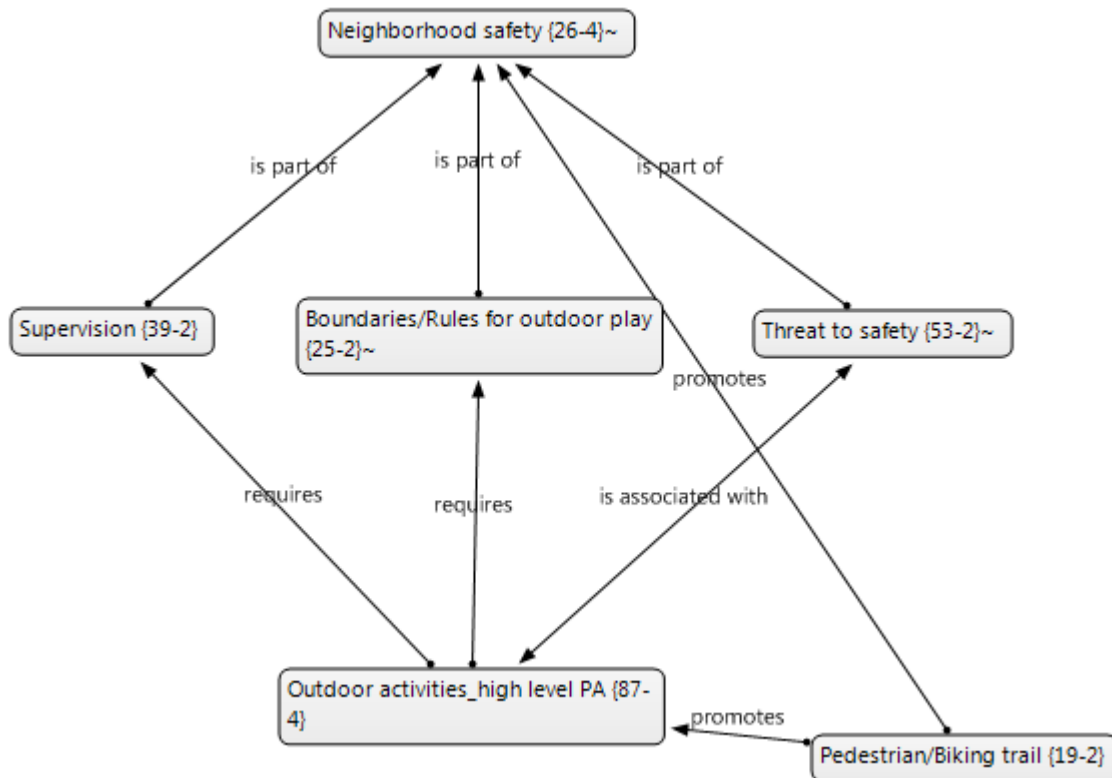 Neighborhood safety {26-4}~
is part of
is part of
is part of
Supervision {39-2}
Boundaries/Rules for outdoor play
{25-2}~
Threat to safety {53-2}~
promotes
requires
requires
is associated with
Outdoor activities_high level PA {87-
4}
promotes
Pedestrian/Biking trail {19-2}